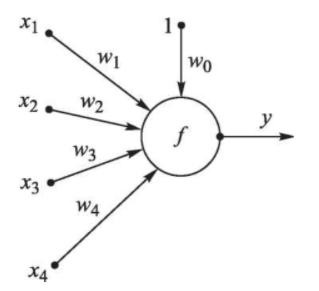 x₁
1
w₁
w₀
x₂
w₂
f
y
w₃
x₃
w₄
x₄